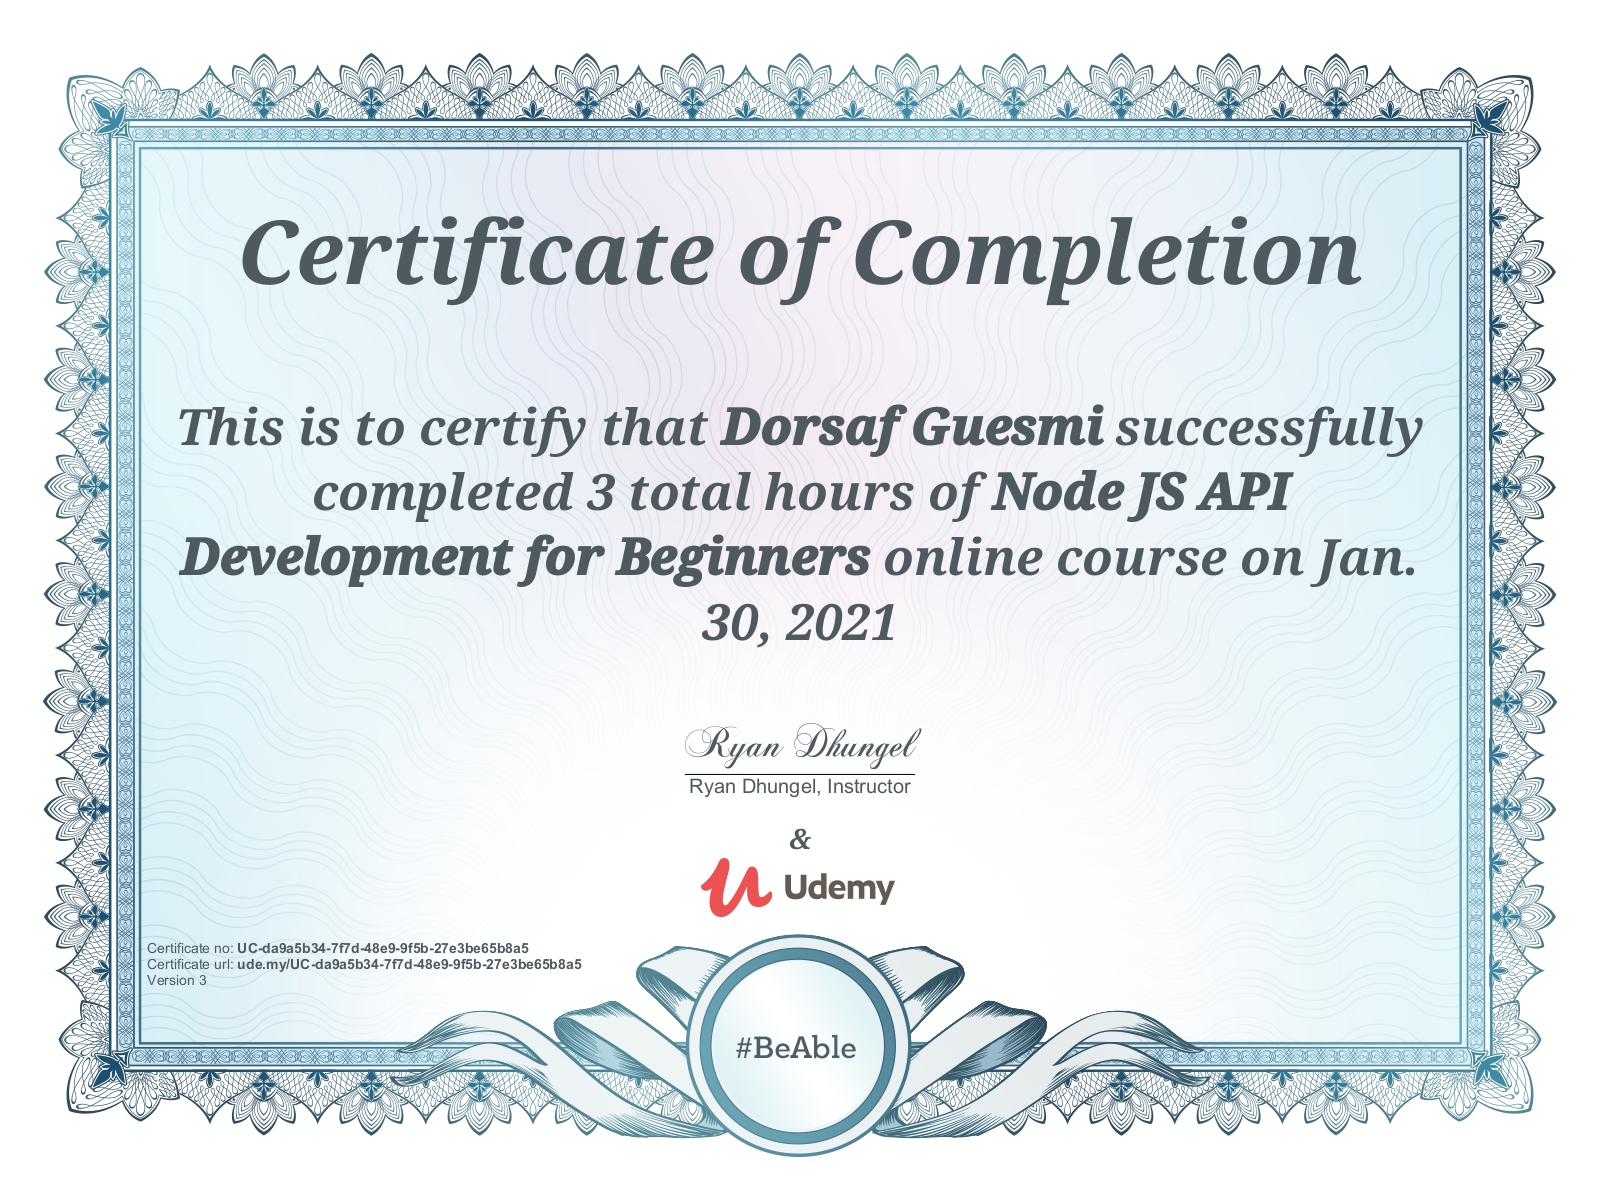 Certificate of Completion
This is to certify that Dorsaf Guesmi successfully
completed 3 total hours of Node JS API
Development for Beginners online course on Jan.
30, 2021
Ryan Dhungel
Ryan Dhungel, Instructor
&
Udemy
Certificate no: UC-da9a5b34-7f7d-48e9-9f5b-27e3be65b8a5
Certificate url: ude.my/UC-da9a5b34-7f7d-48e9-9f5b-27e3be65b8a5
Version 3
#BeAble